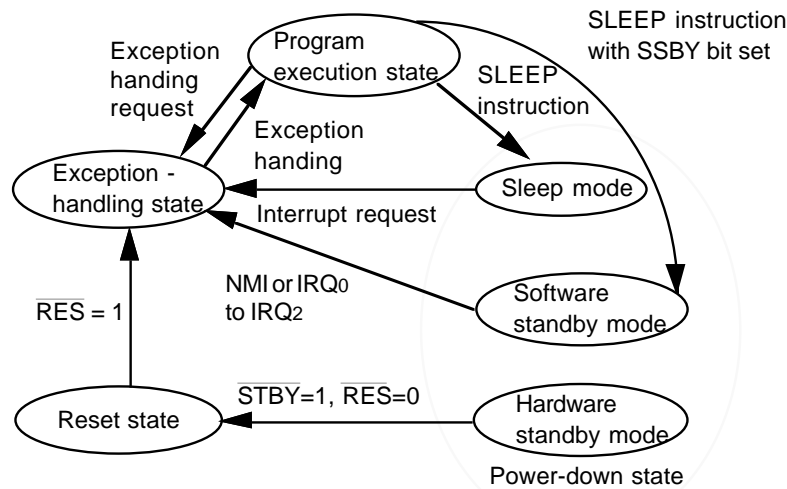 SLEEP instruction
with SSBY bit set
Program
execution state
Exception
handing
request
SLEEP
instruction
Exception
handing
Exception -
handling state
Sleep mode
Interrupt request
NMI or IRQ0
to IRQ2
Software
standby mode
RES = 1
STBY=1, RES=0
Reset state
Hardware
standby mode
Power-down state